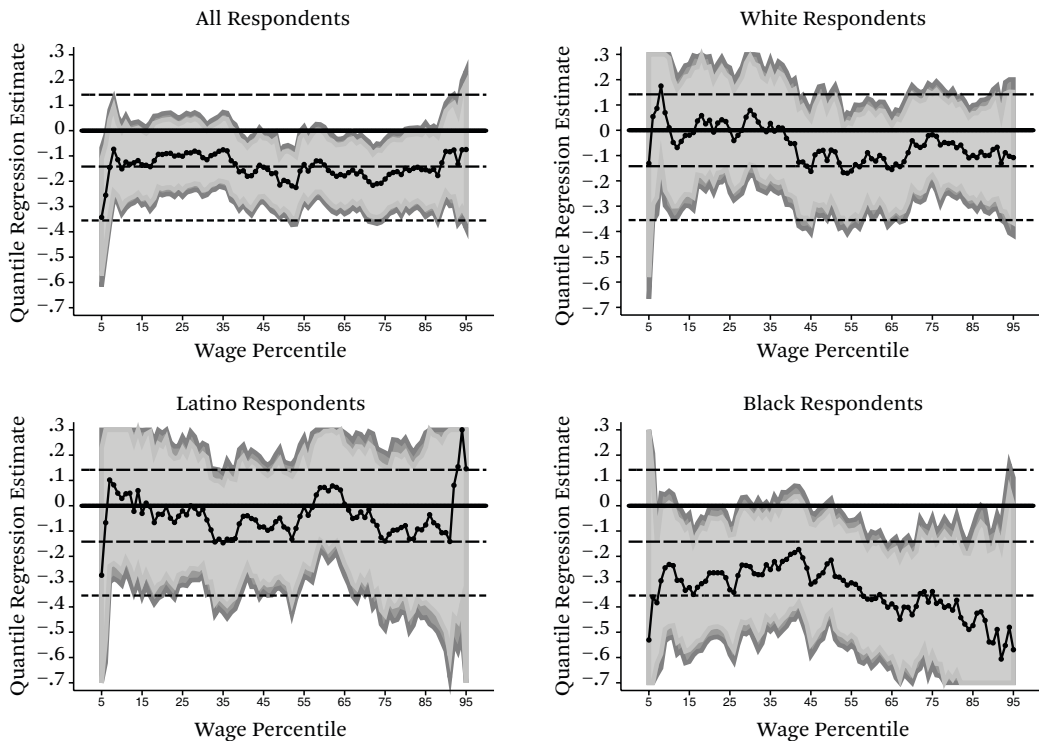 All Respondents
Quantile Regression Estimate
.3
.2
.1
0
−.1
−.2
−.3
−.4
−.5
−.6
−.7
5 15 25 35 45 55 65 75 85 95
Wage Percentile
White Respondents
Quantile Regression Estimate
.3
.2
.1
0
−.1
−.2
−.3
−.4
−.5
−.6
−.7
5 15 25 35 45 55 65 75 85 95
Wage Percentile
Latino Respondents
Quantile Regression Estimate
.3
.2
.1
0
−.1
−.2
−.3
−.4
−.5
−.6
−.7
5 15 25 35 45 55 65 75 85 95
Wage Percentile
Black Respondents
Quantile Regression Estimate
.3
.2
.1
0
−.1
−.2
−.3
−.4
−.5
−.6
−.7
5 15 25 35 45 55 65 75 85 95
Wage Percentile